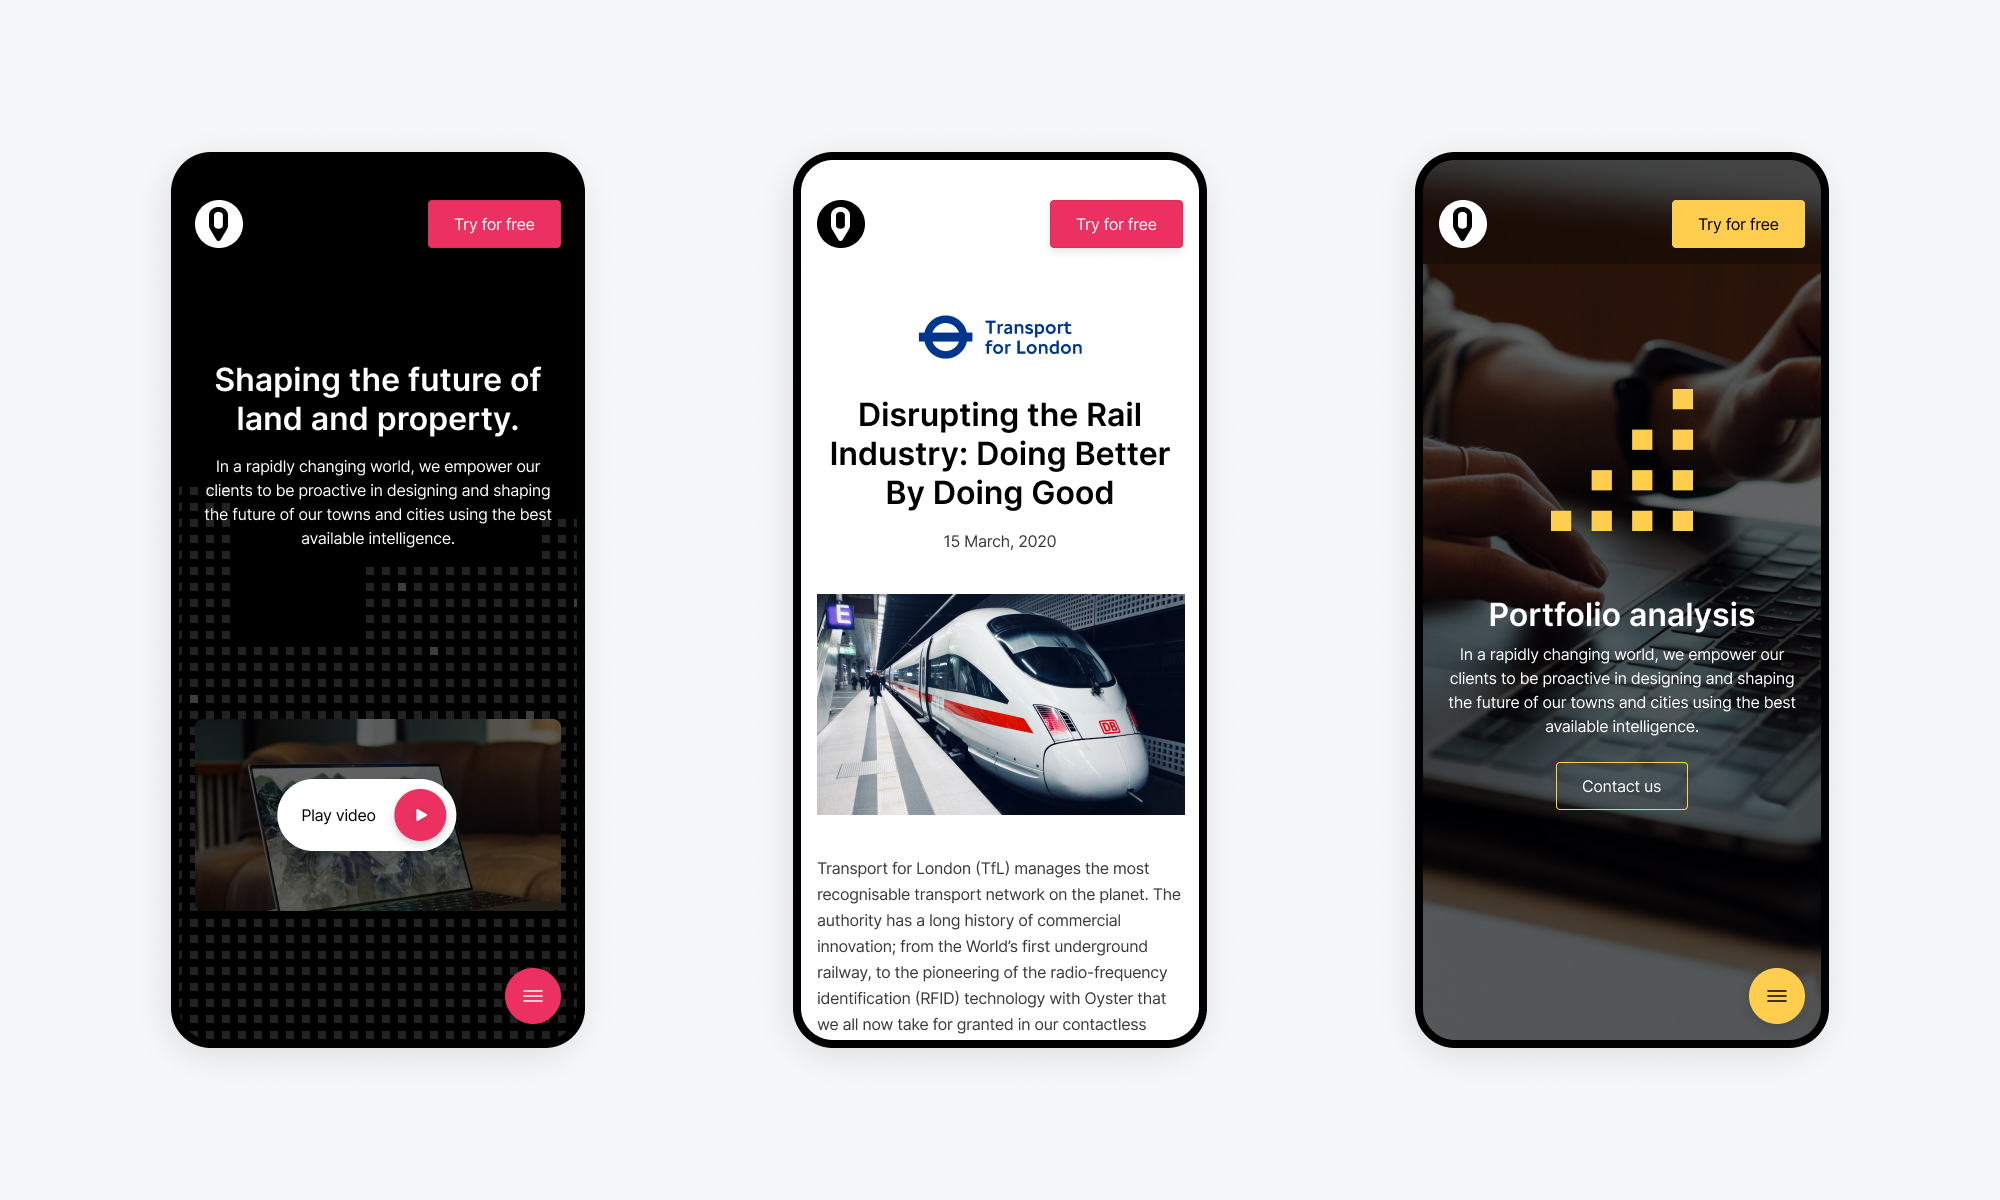 Try for free
Shaping the future of
land and property.
In a rapidly changing world, we empower our
clients to be proactive in designing and shaping
the future of our towns and cities using the best
available intelligence.
Play video
Try for free
Transport
for London
Disrupting the Rail
Industry: Doing Better
By Doing Good
15 March, 2020
E
DB
Transport for London (TfL) manages the most
recognisable transport network on the planet. The
authority has a long history of commercial
innovation; from the World’s first underground
railway, to the pioneering of the radio-frequency
identification (RFID) technology with Oyster that
we all now take for granted in our contactless
Try for free
Portfolio analysis
In a rapidly changing world, we empower our
clients to be proactive in designing and shaping
the future of our towns and cities using the best
available intelligence.
Contact us